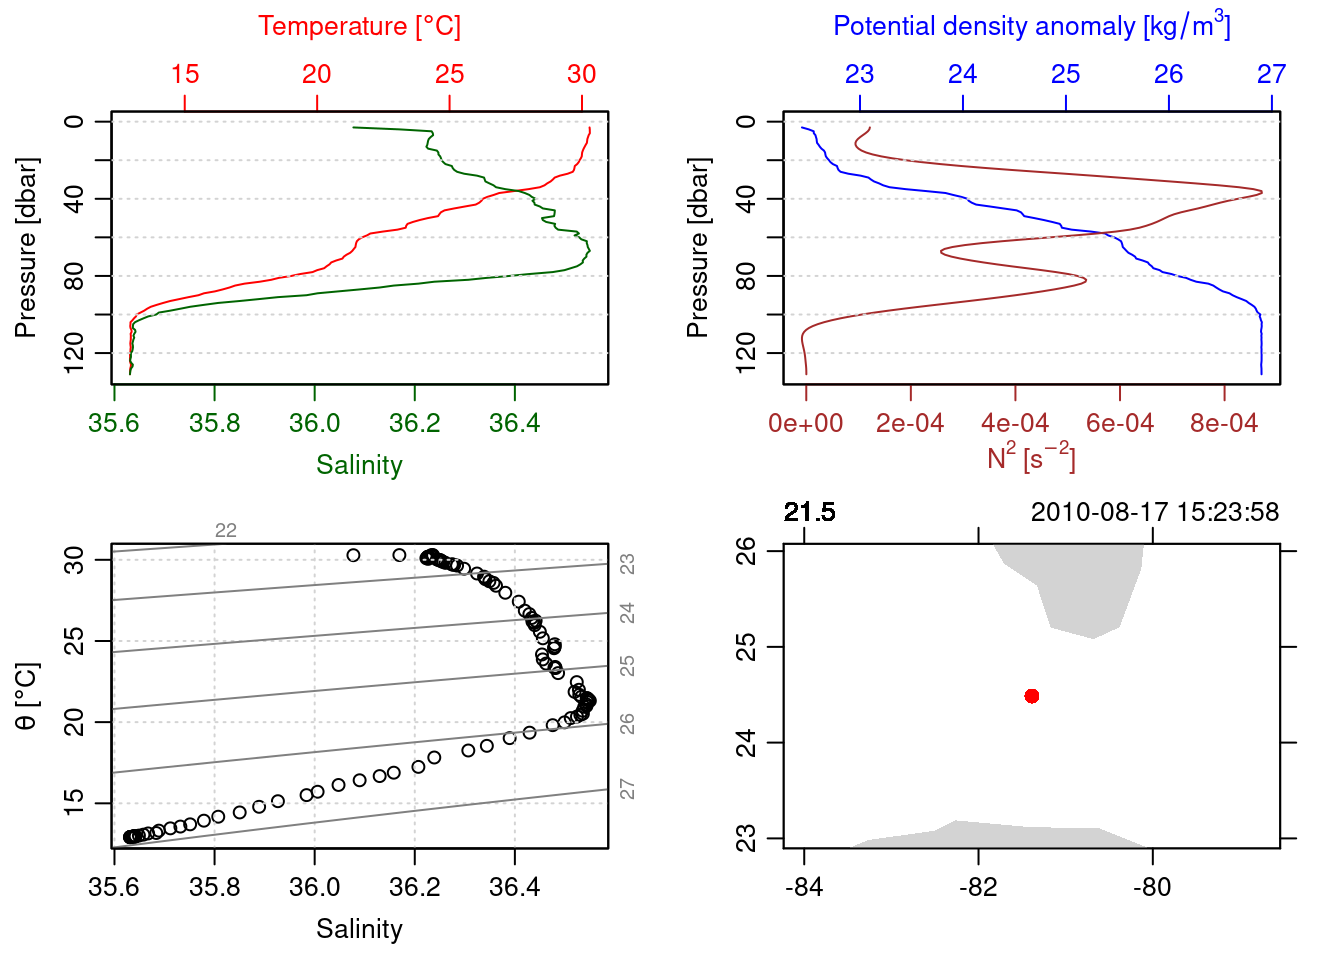 Temperature [°C]
15 20 25 30
0
40
80
120
Pressure [dbar]
35.6 35.8 36.0 36.2 36.4
Salinity
Potential density anomaly [kg/m³]
23 24 25 26 27
0
40
80
120
Pressure [dbar]
0e+00 2e-04 4e-04 6e-04 8e-04
N² [s⁻²]
22
30
25
20
15
θ [°C]
23
24
25
26
27
35.6 35.8 36.0 36.2 36.4
Salinity
21.5 2010-08-17 15:23:58
26
25
24
23
-84 -82 -80